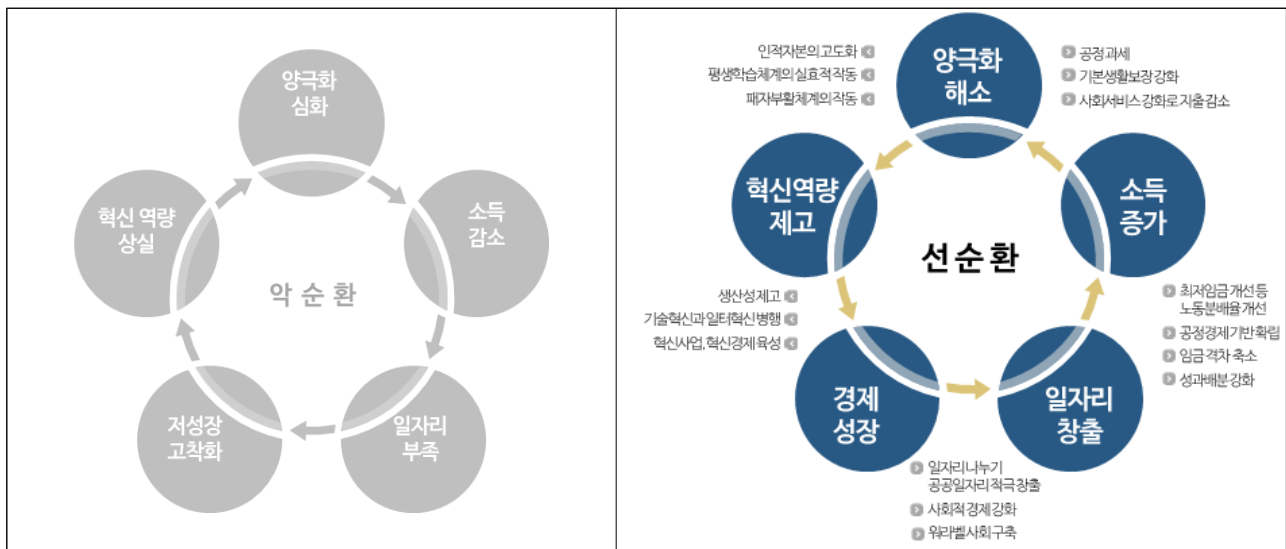 양극화
심화
혁신 역량
상실
소득
감소
악 순 환
저성장
고착화
일자리
부족
인적자본의 고도화
평생학습체계의 실효적 작동
패자부활체계의 작동
양극화
해소
공정 과세
기본생활보장 강화
사회서비스 강화로 지출 감소
혁신역량
제고
소득
증가
선 순 환
생산성 제고
기술혁신과 일터혁신 병행
혁신사업, 혁신경제 육성
최저임금 개선 등
노동분배율 개선
공정경제 기반 확립
임금 격차 축소
성과배분 강화
경제
성장
일자리
창출
일자리 나누기
공공일자리 적극 창출
사회적 경제 강화
워라벨 사회 구축